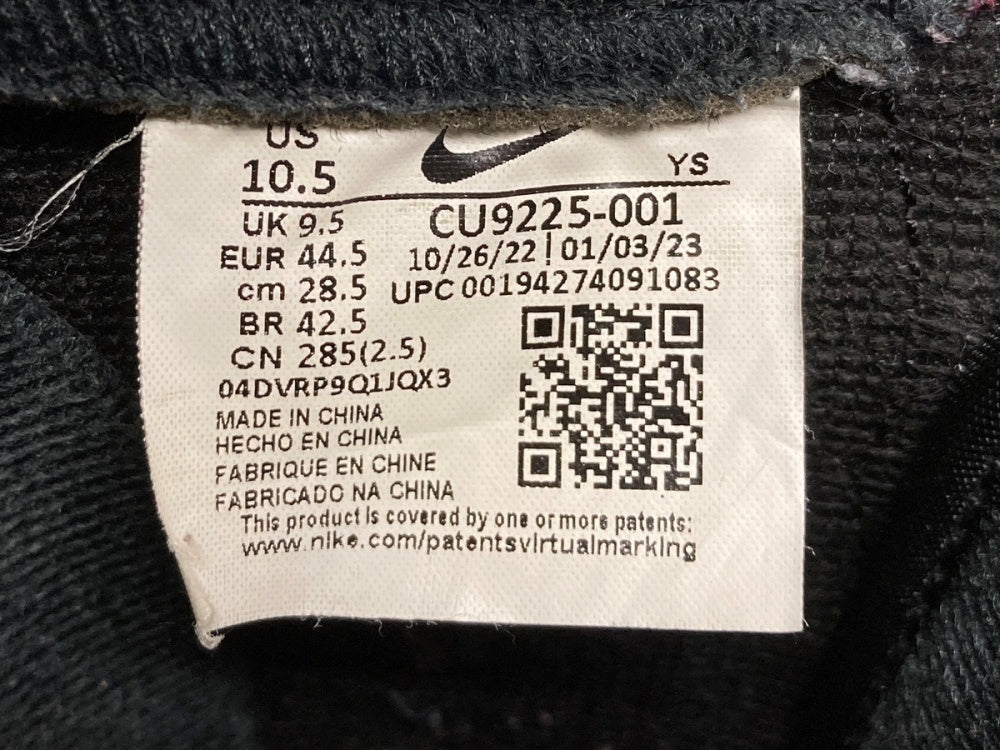 US
10.5
YS
UK 9.5
CU9225-001
EUR 44.5
10/26/22 | 01/03/23
cm 28.5
UPC 00194274091083
BR 42.5
CN 285(2.5)
04DVRP9Q1JQX3
MADE IN CHINA
HECHO EN CHINA
FABRIQUE EN CHINE
FABRICADO NA CHINA
This product is covered by one or more patents:
www.nike.com/patentsvirtualmarking